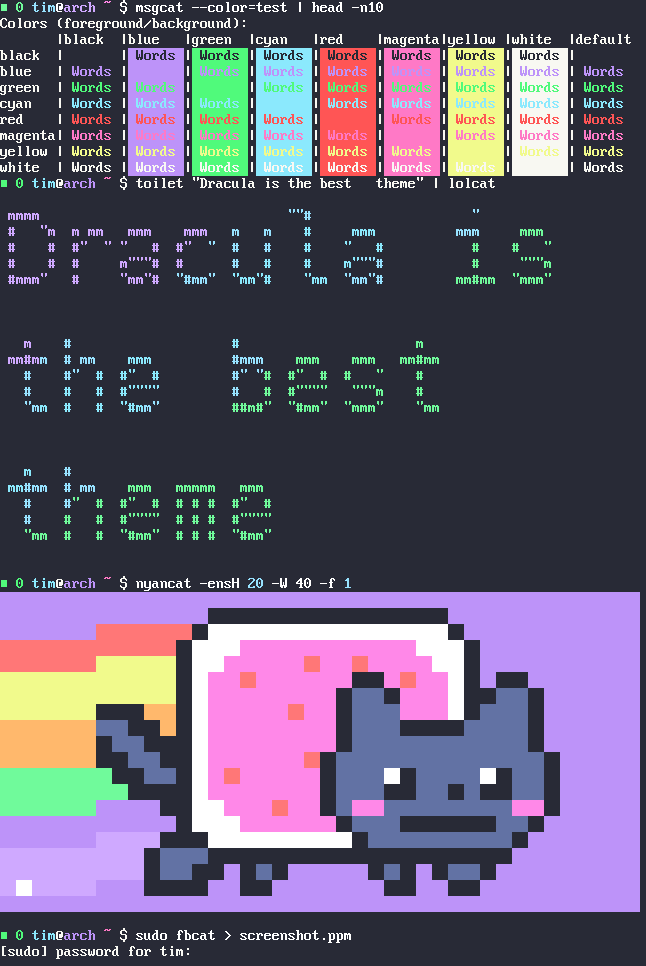 ■ 0 tim@arch ~ $ msgcat --color=test | head -n10
Colors (foreground/background):
|black |blue |green |cyan |red |magenta|yellow |white |default
black | | Words | Words | Words | Words | Words | Words | Words |
blue | Words | | Words | Words | Words | Words | Words | Words | Words
green | Words | Words | | Words | Words | Words | Words | Words | Words
cyan | Words | Words | Words | | Words | Words | Words | Words | Words
red | Words | Words | Words | Words | | Words | Words | Words | Words
magenta| Words | Words | Words | Words | Words | | Words | Words | Words
yellow | Words | Words | Words | Words | Words | Words | | Words | Words
white | Words | Words | Words | Words | Words | Words | Words | Words | Words
■ 0 tim@arch ~ $ toilet "Dracula is the best  theme" | lolcat
Dracula is
the best
theme
■ 0 tim@arch ~ $ nyancat -ensH 20 -W 40 -f 1
■ 0 tim@arch ~ $ sudo fbcat > screenshot.ppm
[sudo] password for tim: